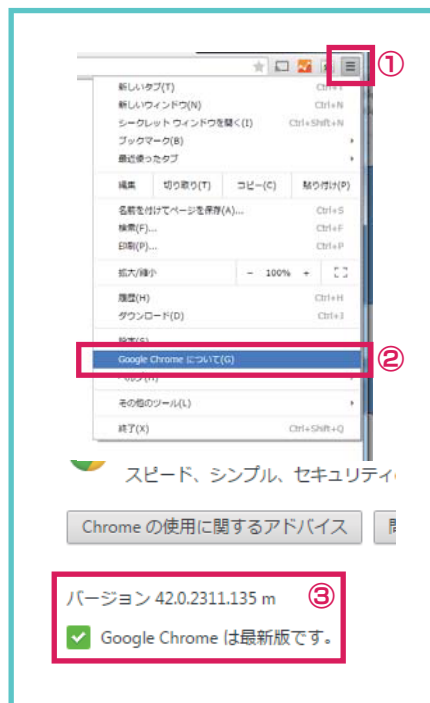 ①
新しいタブ(T) Ctrl+T
新しいウィンドウ(N) Ctrl+N
シークレット ウィンドウを開く(I) Ctrl+Shift+N
ブックマーク(B)
最近使ったタブ
編集 切り取り(T) コピー(C) 貼り付け(P)
名前を付けてページを保存(A)... Ctrl+S
検索(F)... Ctrl+F
印刷(P)... Ctrl+P
拡大/縮小 - 100% +
履歴(H) Ctrl+H
ダウンロード(D) Ctrl+J
設定(S)
Google Chrome について(G) ②
ヘルプ(H)
その他のツール(L)
終了(X) Ctrl+Shift+Q
スピード、シンプル、セキュリティ
Chrome の使用に関するアドバイス
バージョン 42.0.2311.135 m ③
Google Chrome は最新版です。